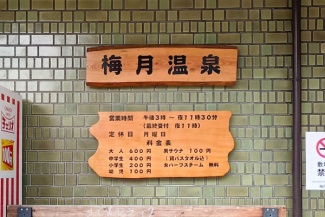 梅月温泉
営業時間 午後3時～夜11時30分
(最終受付 夜11時)
定休日 月曜日
料金表
大人 600円 男サウナ 100円
中学生 400円 (貸バスタオル込)
小学生 200円 女ハーフスチーム 無料
幼児 100円
禁